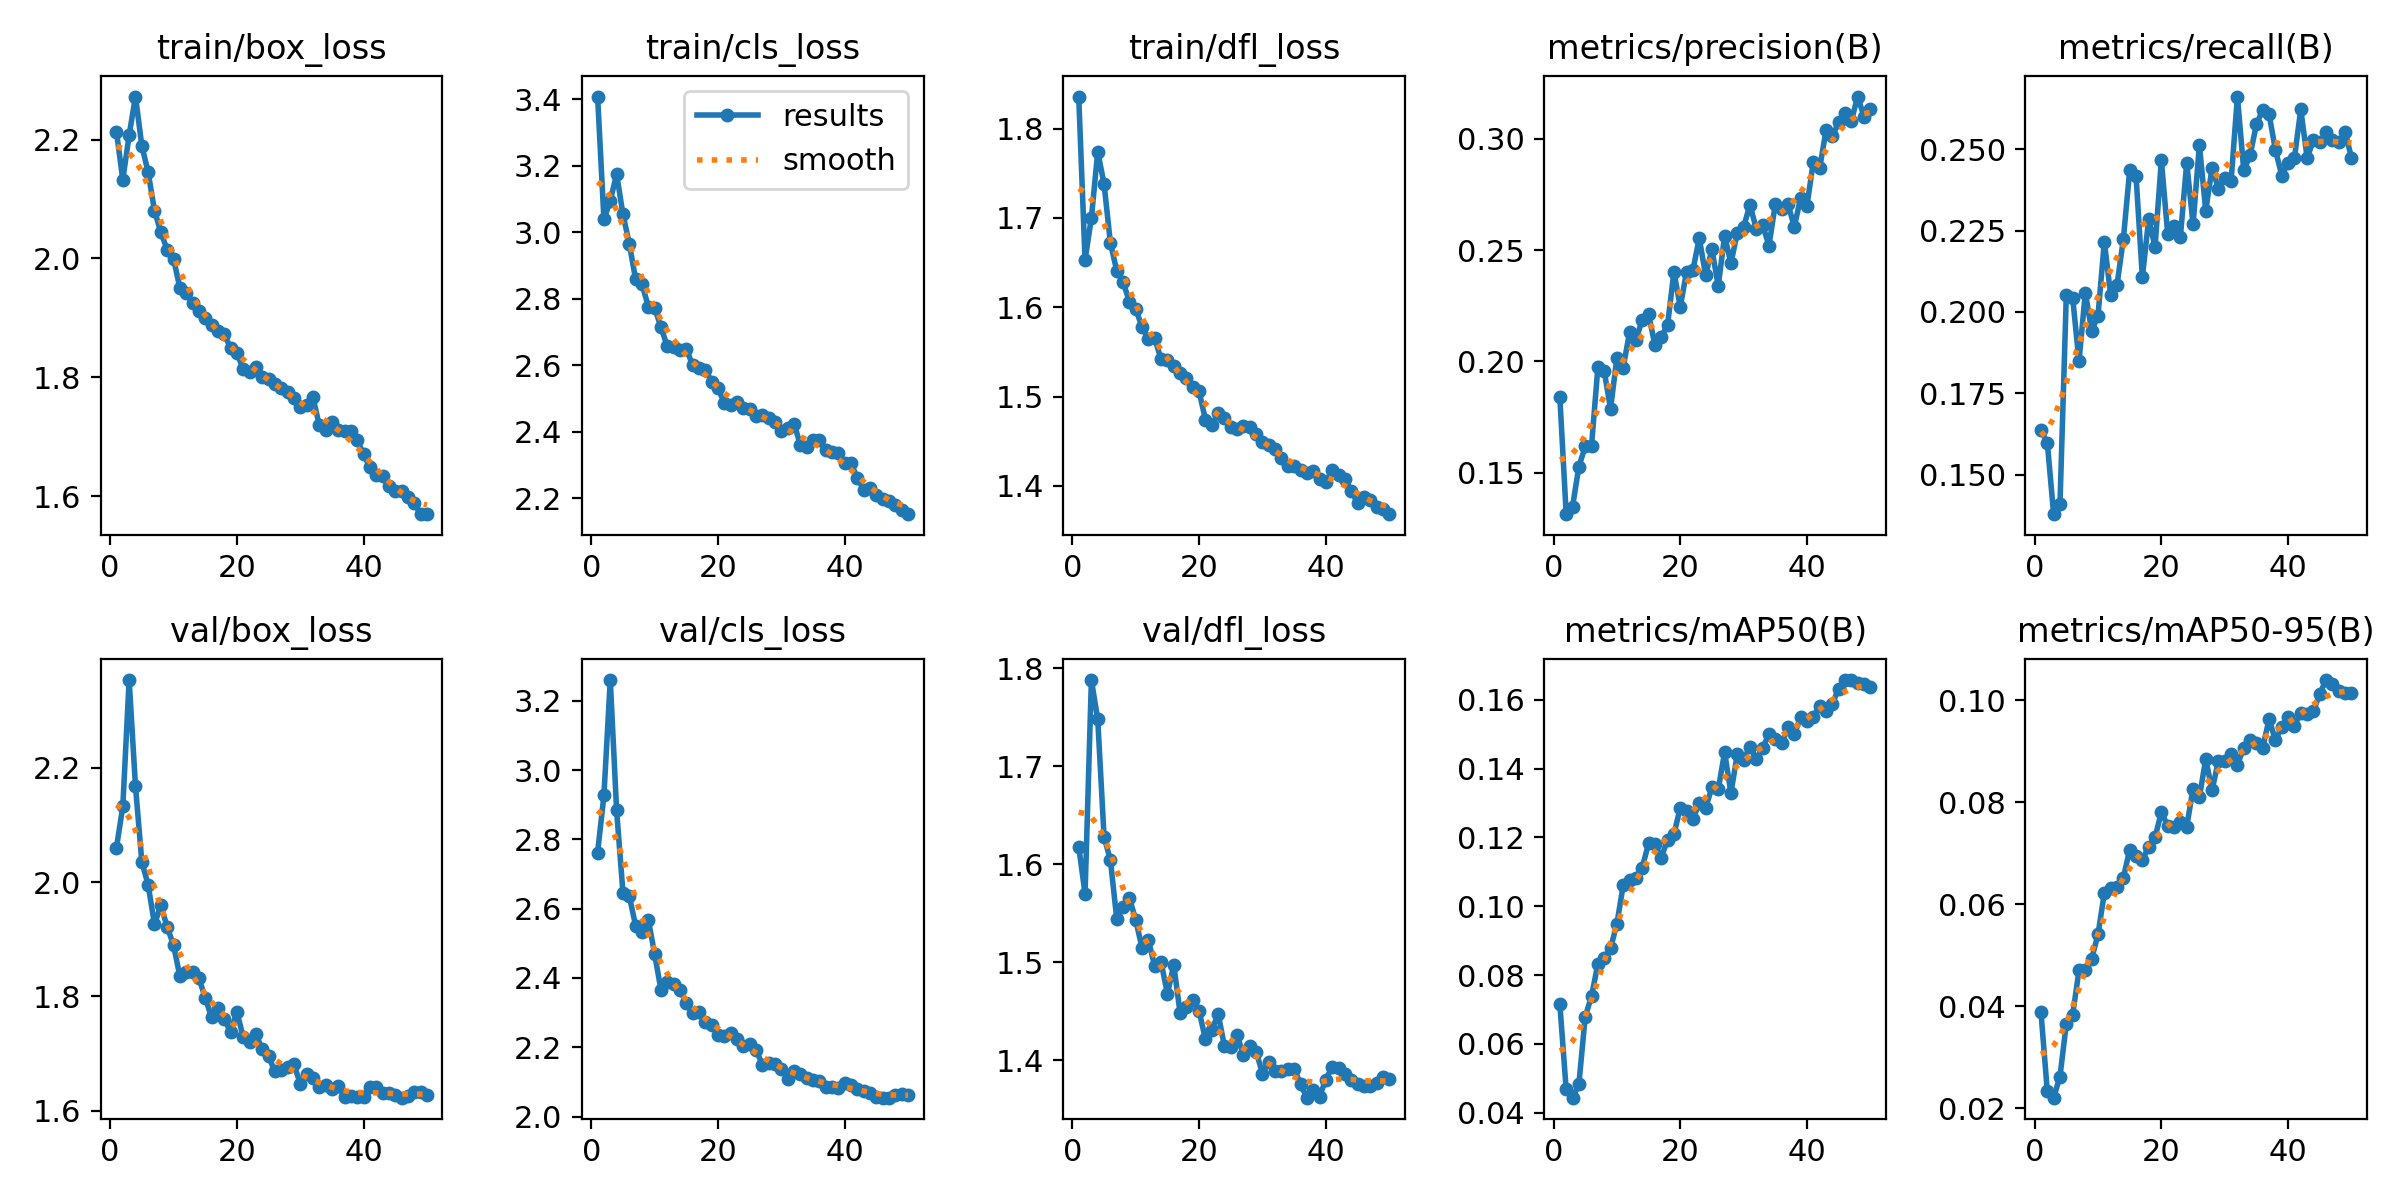 train/box_loss
2.2
2.0
1.8
1.6
0 20 40
train/cls_loss
results
smooth
3.4
3.2
3.0
2.8
2.6
2.4
2.2
0 20 40
train/dfl_loss
1.8
1.7
1.6
1.5
1.4
0 20 40
metrics/precision(B)
0.30
0.25
0.20
0.15
0 20 40
metrics/recall(B)
0.250
0.225
0.200
0.175
0.150
0 20 40
val/box_loss
2.2
2.0
1.8
1.6
0 20 40
val/cls_loss
3.2
3.0
2.8
2.6
2.4
2.2
2.0
0 20 40
val/dfl_loss
1.8
1.7
1.6
1.5
1.4
0 20 40
metrics/mAP50(B)
0.16
0.14
0.12
0.10
0.08
0.06
0.04
0 20 40
metrics/mAP50-95(B)
0.10
0.08
0.06
0.04
0.02
0 20 40